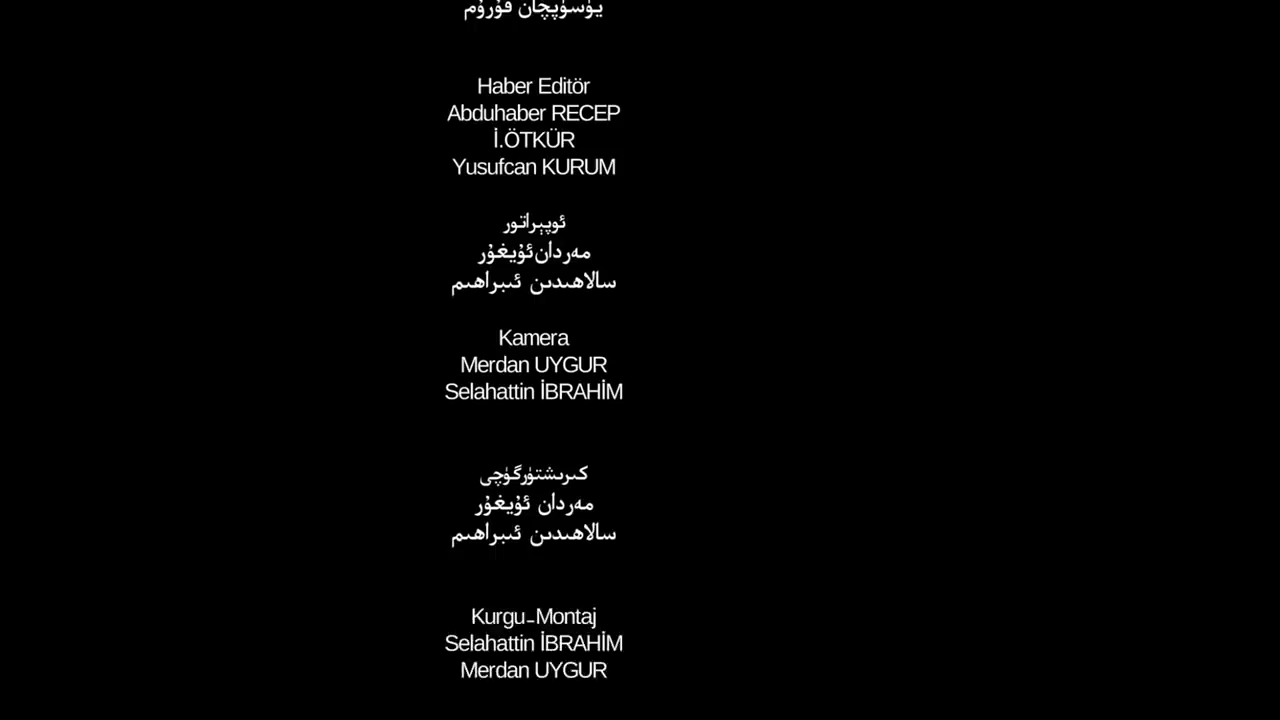 يۈسۈپجان قۇرۇم
Haber Editör
Abduhaber RECEP
İ.ÖTKÜR
Yusufcan KURUM
ئوپېراتور
مەردان ئۇيغۇر
سالاھىدىن ئىبراھىم
Kamera
Merdan UYGUR
Selahattin İBRAHİM
كىرىشتۈرگۈچى
مەردان ئۇيغۇر
سالاھىدىن ئىبراھىم
Kurgu-Montaj
Selahattin İBRAHİM
Merdan UYGUR